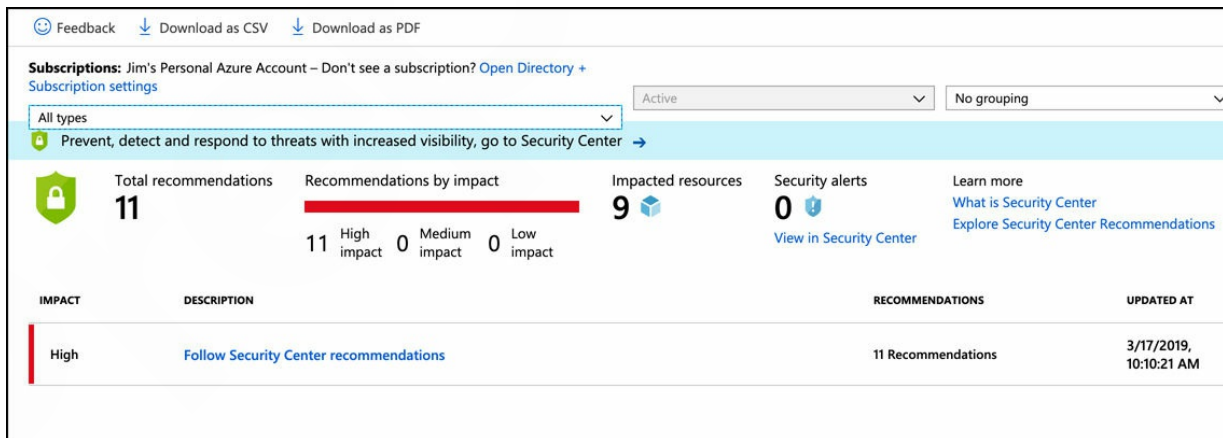 Feedback Download as CSV Download as PDF
Subscriptions: Jim's Personal Azure Account – Don't see a subscription? Open Directory +
Subscription settings
All types
Active
No grouping
Prevent, detect and respond to threats with increased visibility, go to Security Center →
Total recommendations
11
Recommendations by impact
11 High impact 0 Medium impact 0 Low impact
Impacted resources
9
Security alerts
0
View in Security Center
Learn more
What is Security Center
Explore Security Center Recommendations
IMPACT DESCRIPTION RECOMMENDATIONS UPDATED AT
High Follow Security Center recommendations 11 Recommendations 3/17/2019,
10:10:21 AM